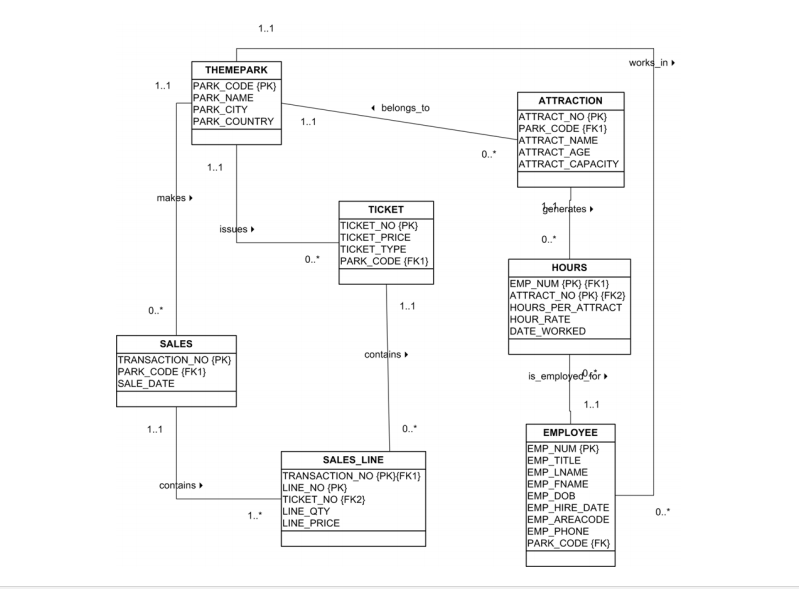 1..1
works_in
THEMEPARK
PARK_CODE {PK}
PARK_NAME
PARK_CITY
PARK_COUNTRY
1..1
belongs_to
1..1
0..*
ATTRACTION
ATTRACT_NO {PK}
PARK_CODE {FK1}
ATTRACT_NAME
ATTRACT_AGE
ATTRACT_CAPACITY
1..1
makes
issues
0..*
TICKET
TICKET_NO {PK}
TICKET_PRICE
TICKET_TYPE
PARK_CODE {FK1}
1..1
generates
0..*
HOURS
EMP_NUM {PK} {FK1}
ATTRACT_NO {PK} {FK2}
HOURS_PER_ATTRACT
HOUR_RATE
DATE_WORKED
0..*
SALES
TRANSACTION_NO {PK}
PARK_CODE {FK1}
SALE_DATE
1..1
contains
0..*
0..*
is_employed_for
1..1
EMPLOYEE
EMP_NUM {PK}
EMP_TITLE
EMP_LNAME
EMP_FNAME
EMP_DOB
EMP_HIRE_DATE
EMP_AREACODE
EMP_PHONE
PARK_CODE {FK}
0..*
1..1
contains
1..*
SALES_LINE
TRANSACTION_NO {PK}{FK1}
LINE_NO {PK}
TICKET_NO {FK2}
LINE_QTY
LINE_PRICE